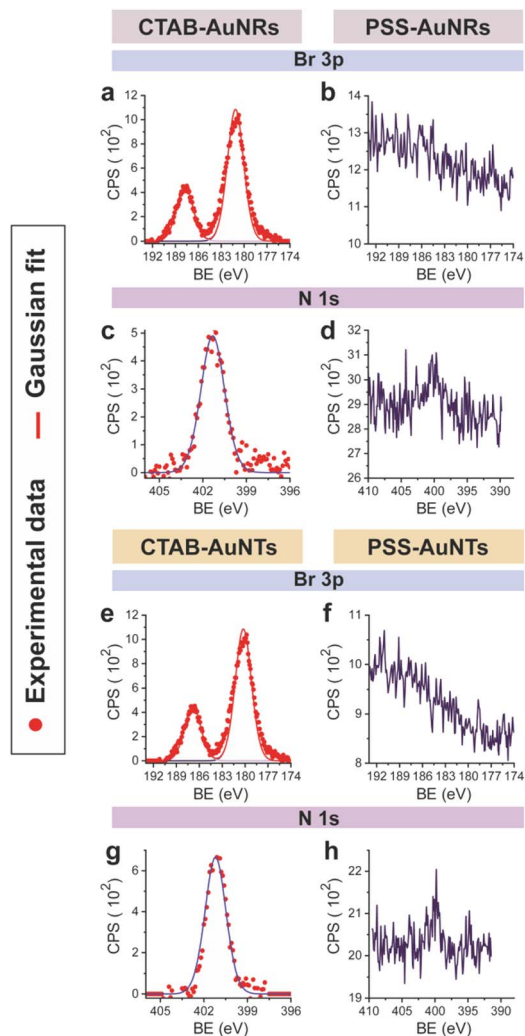 CTAB-AuNRs PSS-AuNRs
Br 3p
a
CPS ( 10²)
12
10
8
6
4
2
0
192 189 186 183 180 177 174
BE (eV)
b
CPS ( 10²)
14
13
12
11
10
192 189 186 183 180 177 174
BE (eV)
N 1s
c
CPS ( 10²)
5
4
3
2
1
0
405 401 399 396
BE (eV)
d
CPS ( 10²)
32
31
30
29
28
27
26
410 405 400 395 390
BE (eV)
CTAB-AuNTs PSS-AuNTs
Br 3p
e
CPS ( 10²)
12
10
8
6
4
2
0
192 189 186 183 180 177 174
BE (eV)
f
CPS ( 10²)
11
10
9
8
192 189 186 183 180 177 174
BE (eV)
N 1s
g
CPS ( 10²)
6
4
2
0
405 401 399 396
BE (eV)
h
CPS ( 10²)
22
21
20
19
410 405 400 395 390
BE (eV)
Experimental data
Gaussian fit